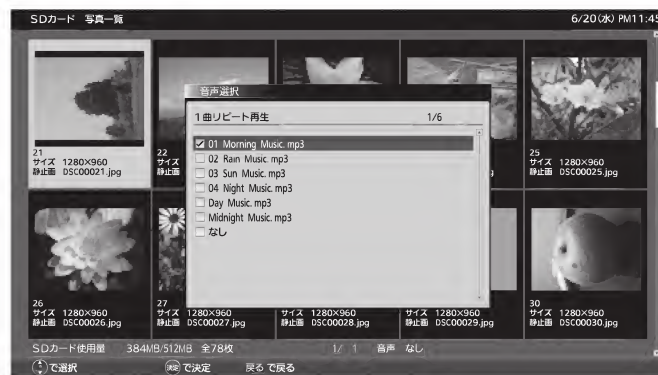 SDカード 写真一覧 6/20(水) PM11:45
音声選択
1曲リピート再生 1/6
01 Morning Music.mp3
02 Rain Music.mp3
03 Sun Music.mp3
04 Night Music.mp3
Day Music.mp3
Midnight Music.mp3
なし
21
サイズ 1280×960
静止画 DSC00021.jpg
22
サイズ
静止画
25
サイズ 1280×960
静止画 DSC00025.jpg
26
サイズ 1280×960
静止画 DSC00026.jpg
27
サイズ 1280×960
静止画 DSC00027.jpg
サイズ 1280×960
静止画 DSC00028.jpg
サイズ 1280×960
静止画 DSC00029.jpg
30
サイズ 1280×960
静止画 DSC00030.jpg
SDカード使用量 384MB/512MB 全78枚 1/ 1 音声 なし
で選択 決定 で決定 戻る で戻る